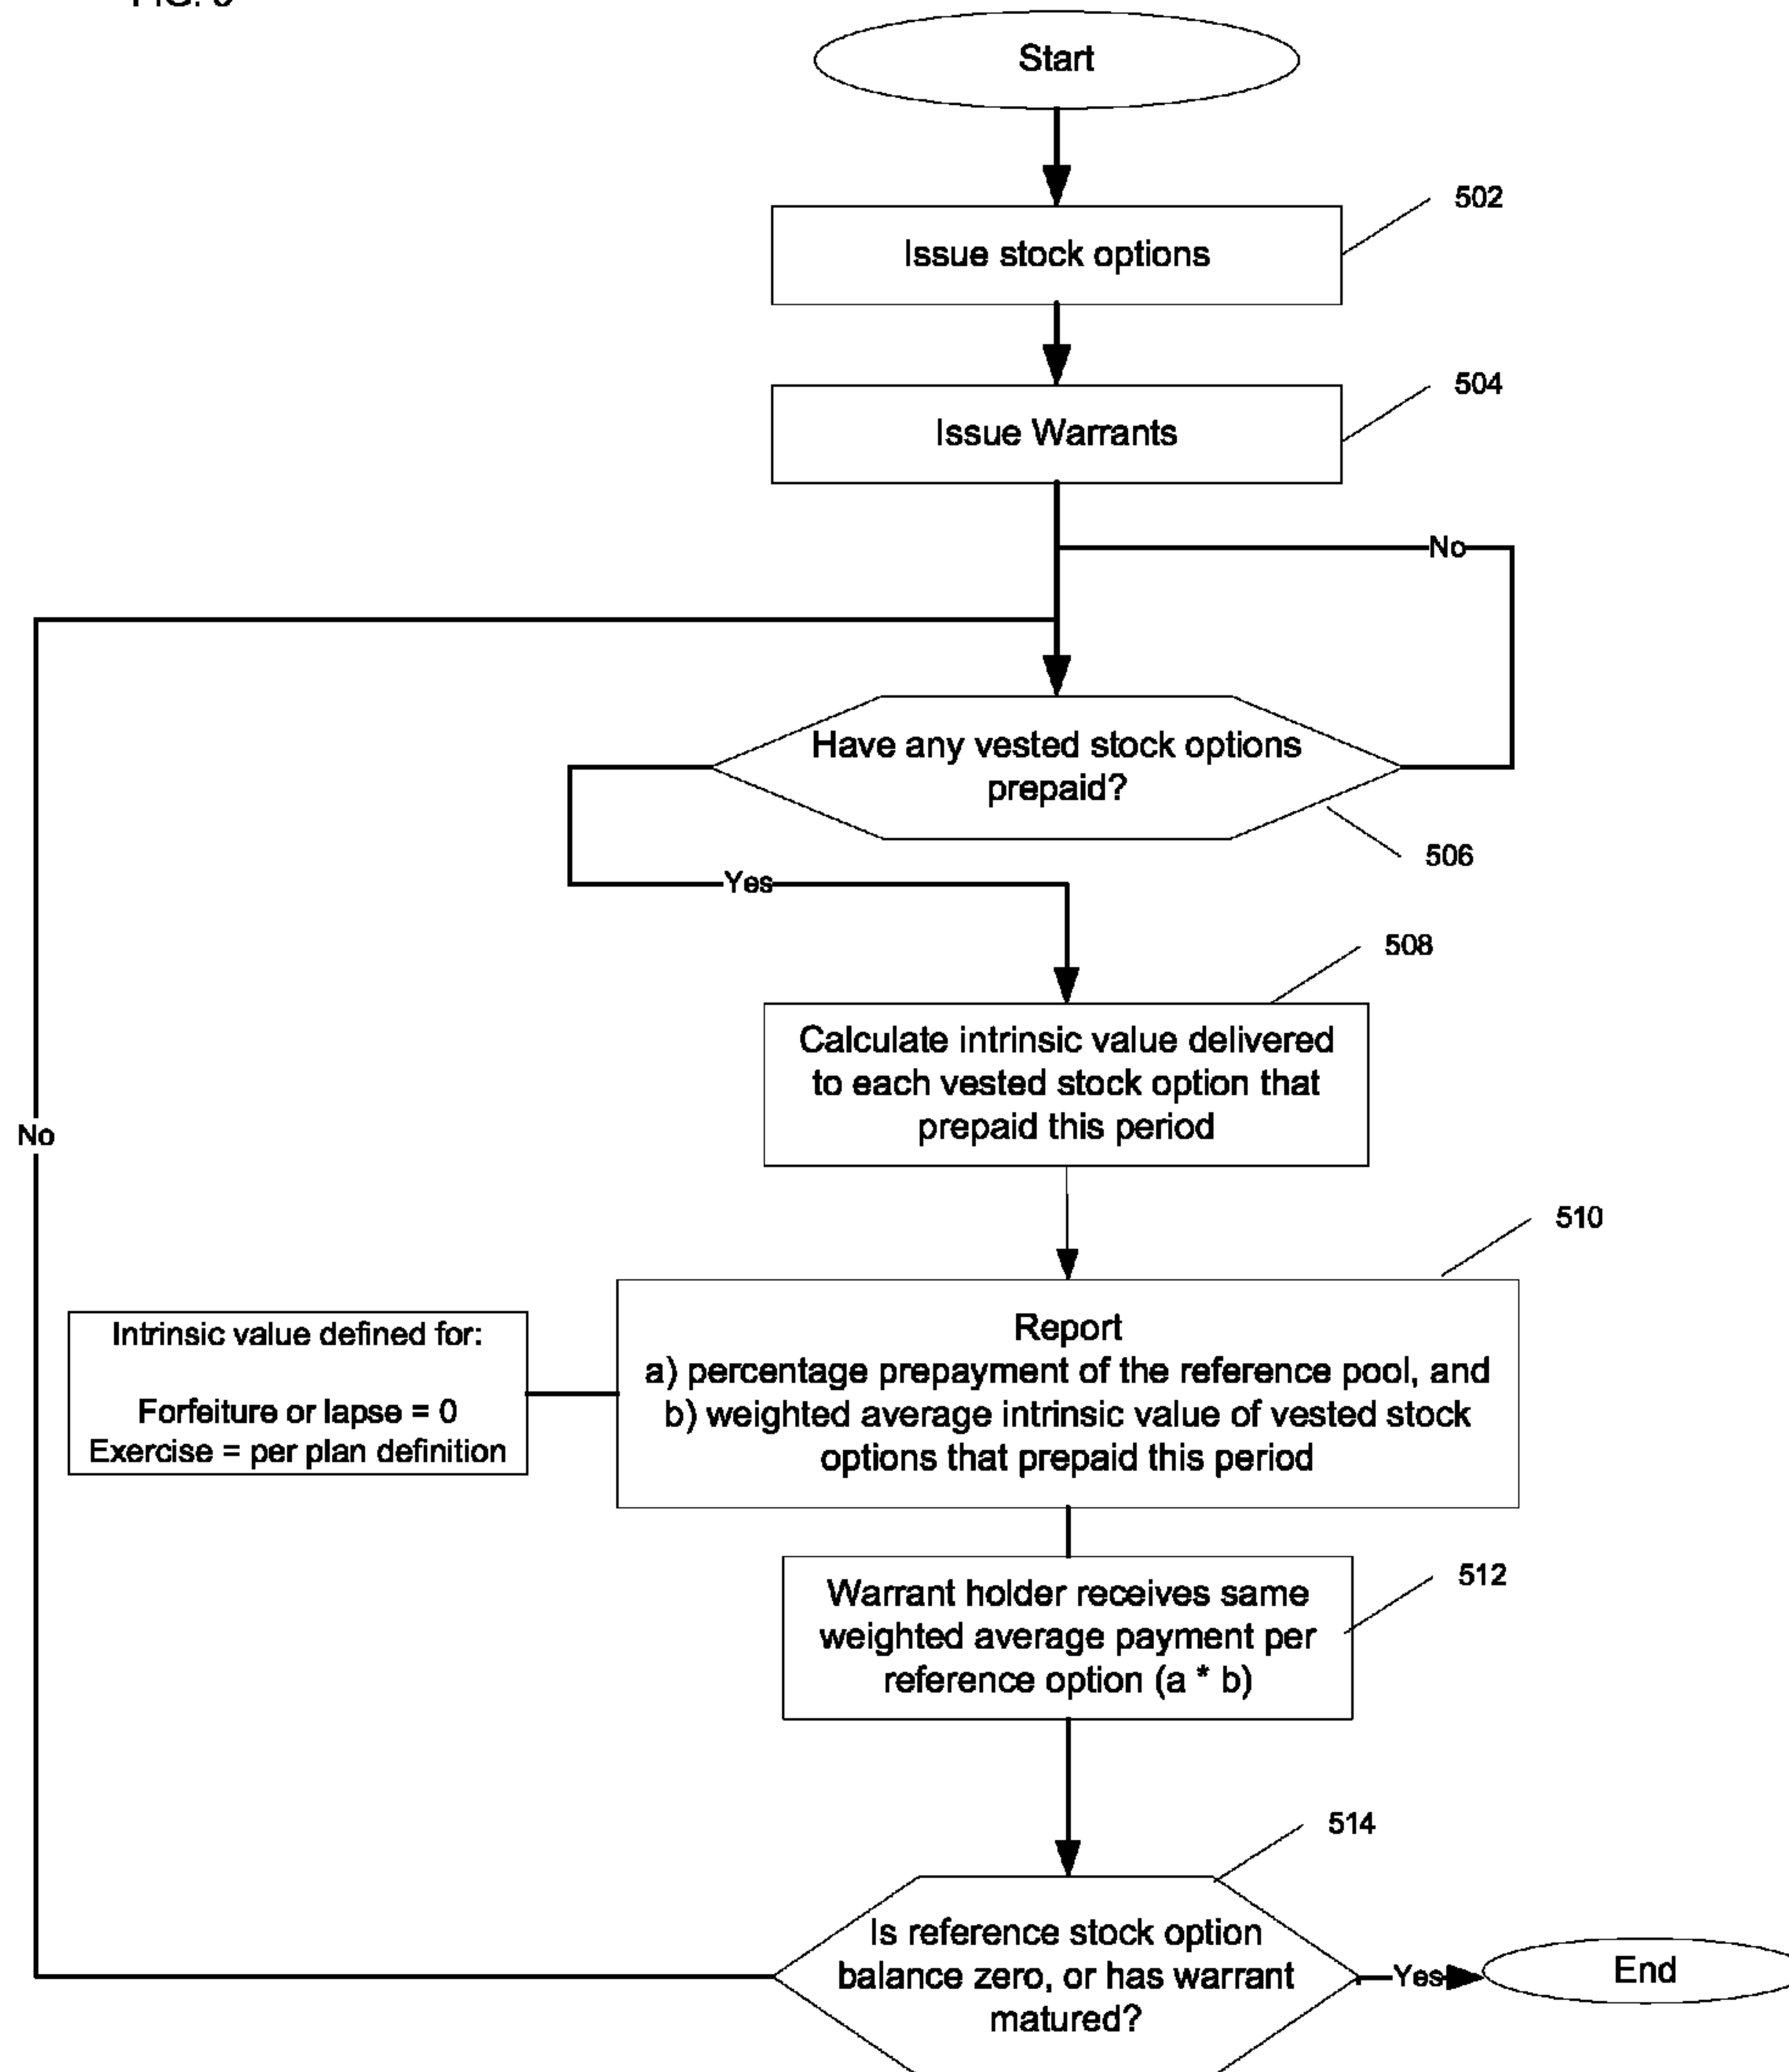 Start
502
Issue stock options
504
Issue Warrants
No
Have any vested stock options
prepaid?
506
Yes
508
Calculate intrinsic value delivered
to each vested stock option that
prepaid this period
No
510
Report
a) percentage prepayment of the reference pool, and
b) weighted average intrinsic value of vested stock
options that prepaid this period
Intrinsic value defined for:
Forfeiture or lapse = 0
Exercise = per plan definition
512
Warrant holder receives same
weighted average payment per
reference option (a * b)
514
Is reference stock option
balance zero, or has warrant
matured?
Yes
End